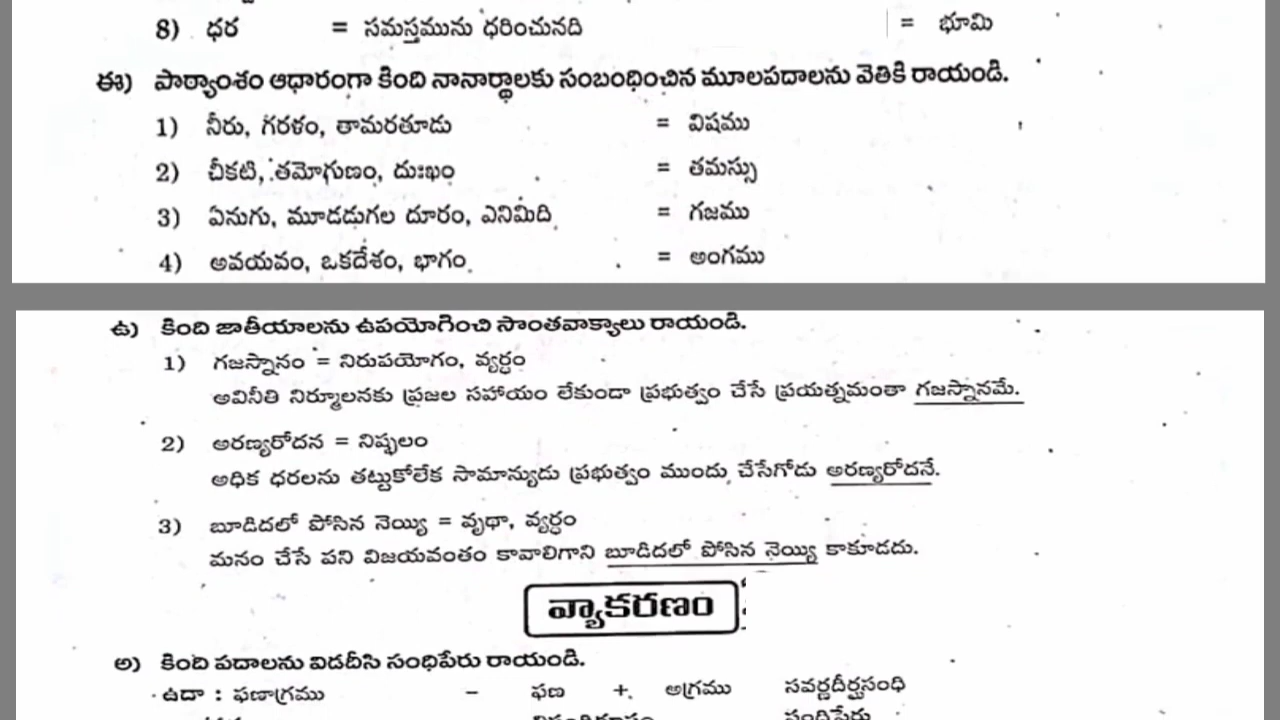 8) ధర = సమస్తమును ధరించునది = భూమి
ఈ) పాఠ్యాంశం ఆధారంగా కింది నానార్థాలకు సంబంధించిన మూలపదాలను వెతికి రాయండి.
1) నీరు, గరళం, తామరతూడు = విషము
2) చీకటి, తమోగుణం, దుఃఖం = తమస్సు
3) ఏనుగు, మూడడుగల దూరం, ఎనిమిది = గజము
4) అవయవం, ఒకదేశం, భాగం = అంగము
ఉ) కింది జాతీయాలను ఉపయోగించి సొంతవాక్యాలు రాయండి.
1) గజస్నానం = నిరుపయోగం, వ్యర్థం
అవినీతి నిర్మూలనకు ప్రజల సహాయం లేకుండా ప్రభుత్వం చేసే ప్రయత్నమంతా గజస్నానమే.
2) అరణ్యరోదన = నిష్ఫలం
అధిక ధరలను తట్టుకోలేక సామాన్యుడు ప్రభుత్వం ముందు చేసేగోడు అరణ్యరోదనే.
3) బూడిదలో పోసిన నెయ్యి = వృథా, వ్యర్థం
మనం చేసే పని విజయవంతం కావాలిగాని బూడిదలో పోసిన నెయ్యి కాకూడదు.
వ్యాకరణం
అ) కింది పదాలను విడదీసి సంధిపేరు రాయండి.
ఉదా : ఫణాగ్రము – ఫణ + అగ్రము సవర్ణదీర్ఘసంధి